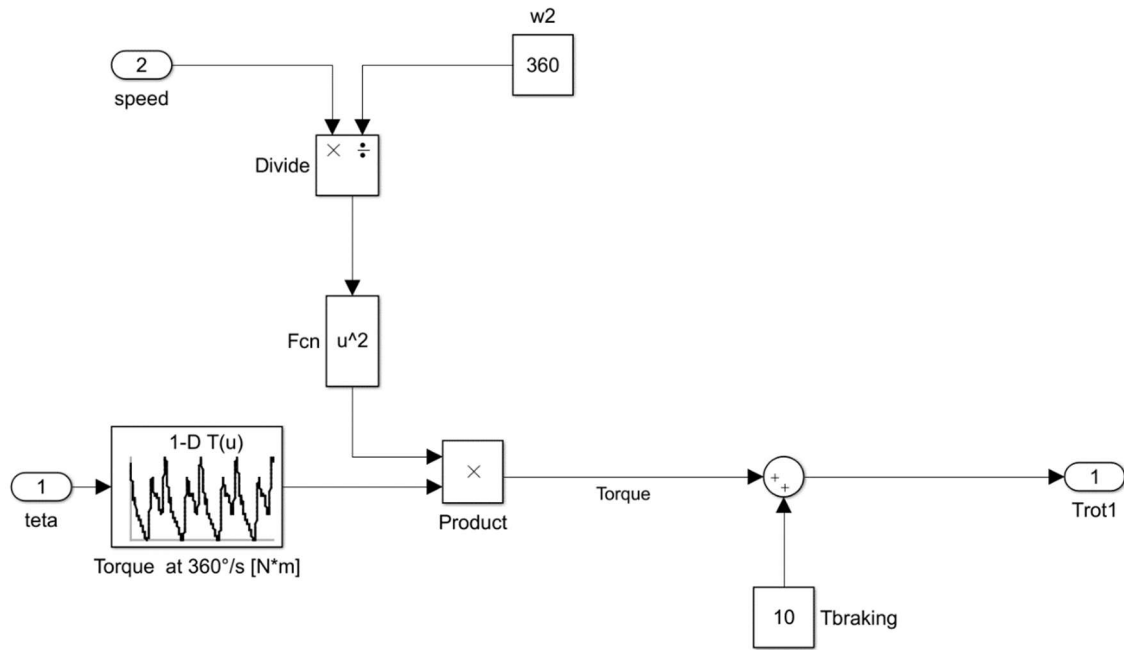 w2
2
360
speed
Divide
× ÷
Fcn
u^2
1-D T(u)
1
teta
Torque at 360°/s [N*m]
×
Product
Torque
+
+
1
Trot1
10
Tbraking